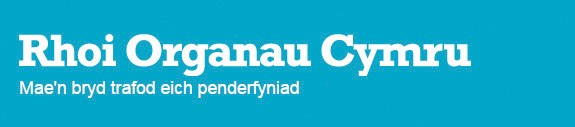 Rhoi Organau Cymru
Mae'n bryd trafod eich penderfyniad